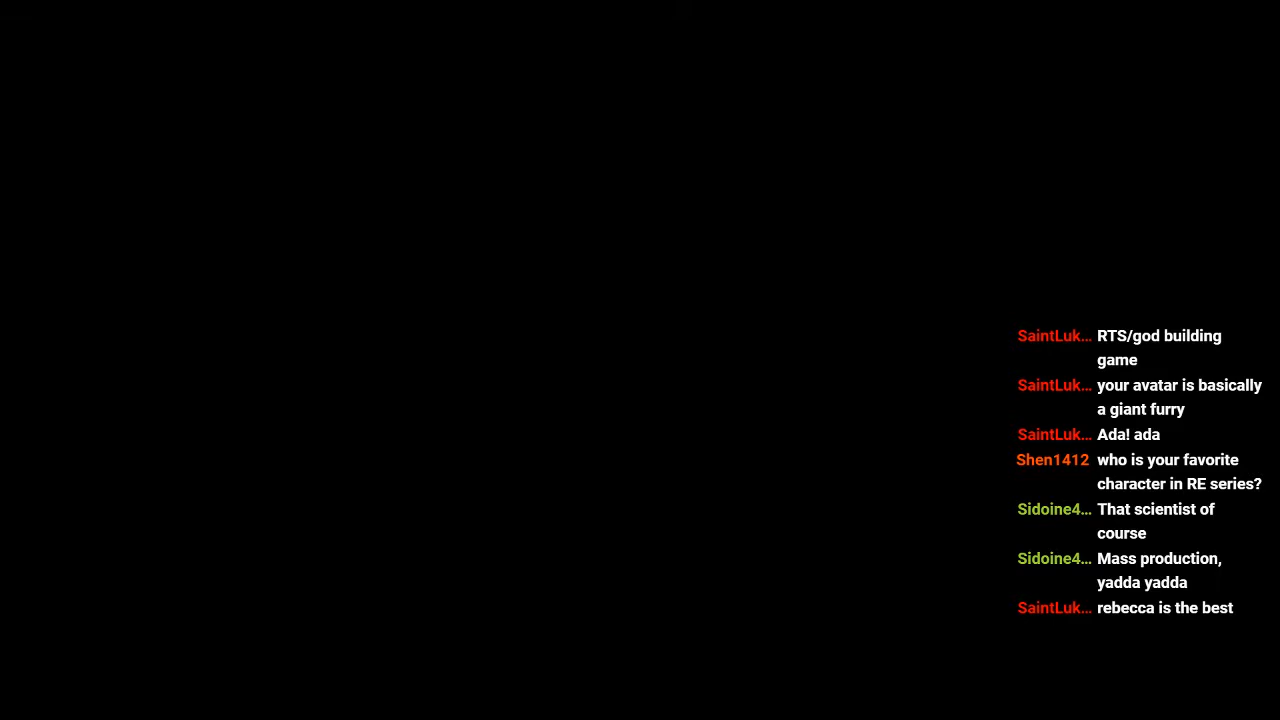 SaintLuk... RTS/god building
game
SaintLuk... your avatar is basically
a giant furry
SaintLuk... Ada! ada
Shen1412 who is your favorite
character in RE series?
Sidoine4... That scientist of
course
Sidoine4... Mass production,
yadda yadda
SaintLuk... rebecca is the best